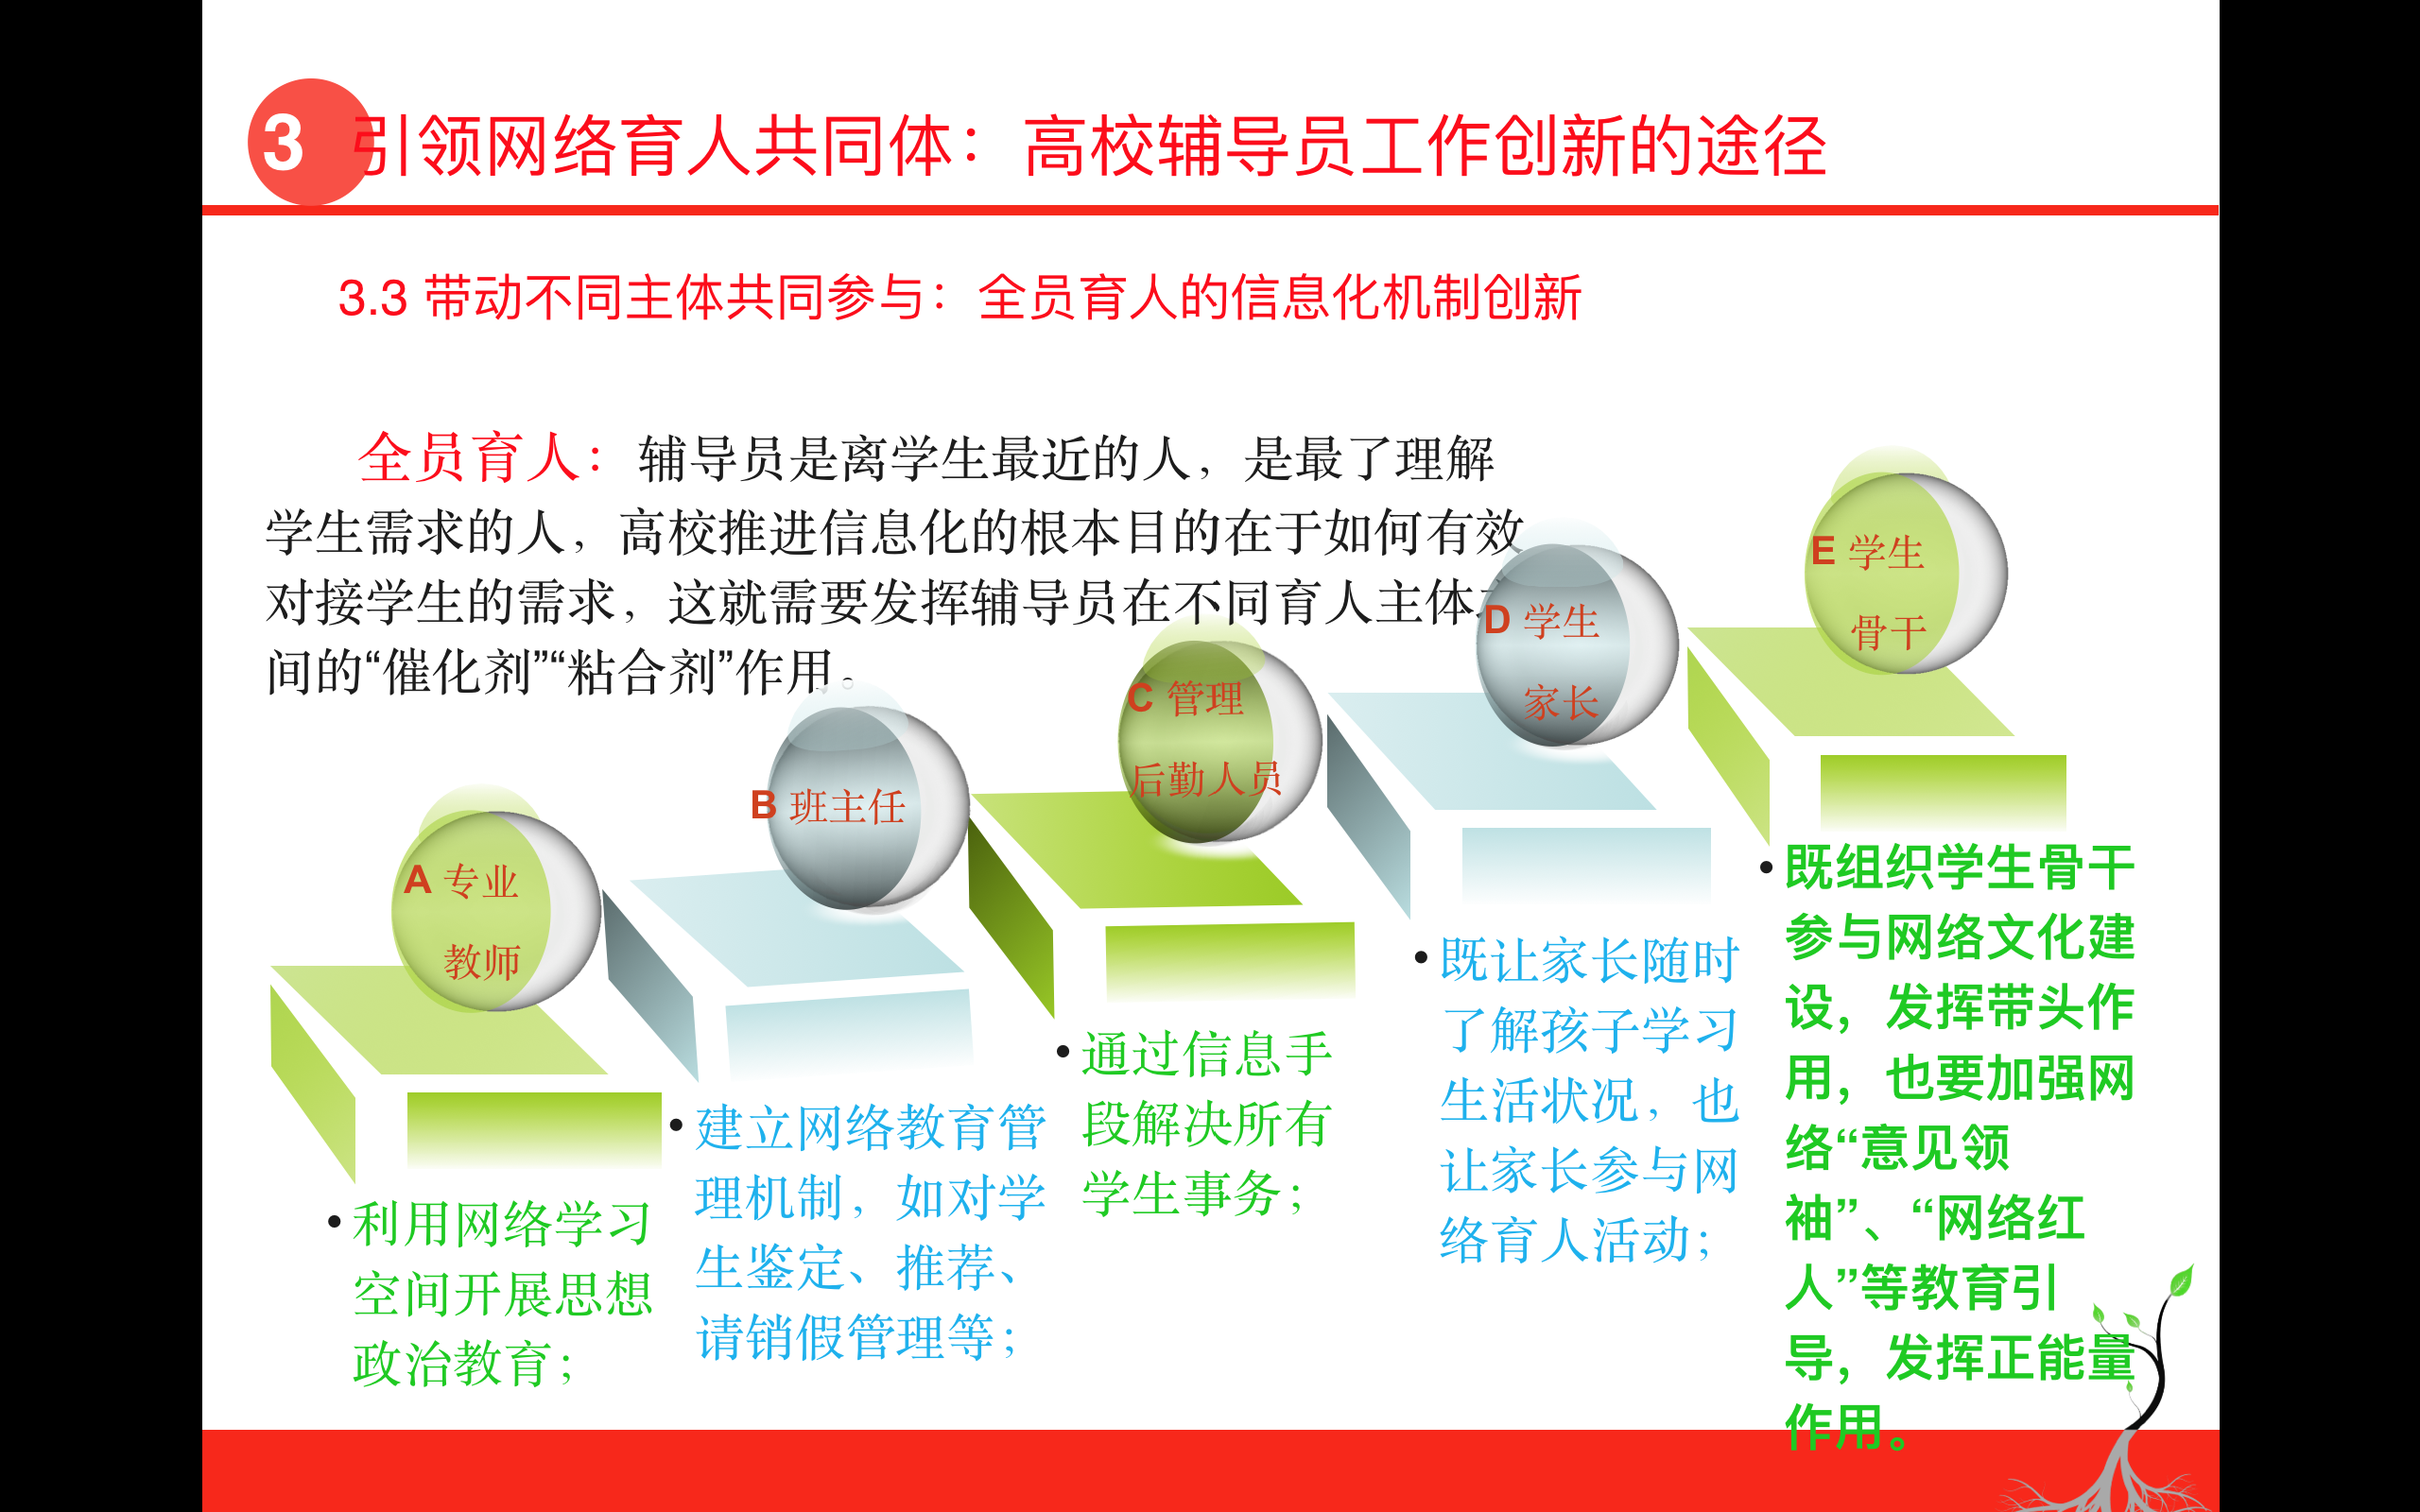 3 引领网络育人共同体：高校辅导员工作创新的途径
3.3 带动不同主体共同参与：全员育人的信息化机制创新
全员育人：辅导员是离学生最近的人，是最了理解
学生需求的人，高校推进信息化的根本目的在于如何有效
对接学生的需求，这就需要发挥辅导员在不同育人主体
间的“催化剂”“粘合剂”作用。
A 专业
教师
• 利用网络学习
空间开展思想
政治教育；
B 班主任
• 建立网络教育管
理机制，如对学
生鉴定、推荐、
请销假管理等；
C 管理
后勤人员
• 通过信息手
段解决所有
学生事务；
D 学生
家长
• 既让家长随时
了解孩子学习
生活状况，也
让家长参与网
络育人活动；
E 学生
骨干
• 既组织学生骨干
参与网络文化建
设，发挥带头作
用，也要加强网
络“意见领
袖”、“网络红
人”等教育引
导，发挥正能量
作用。